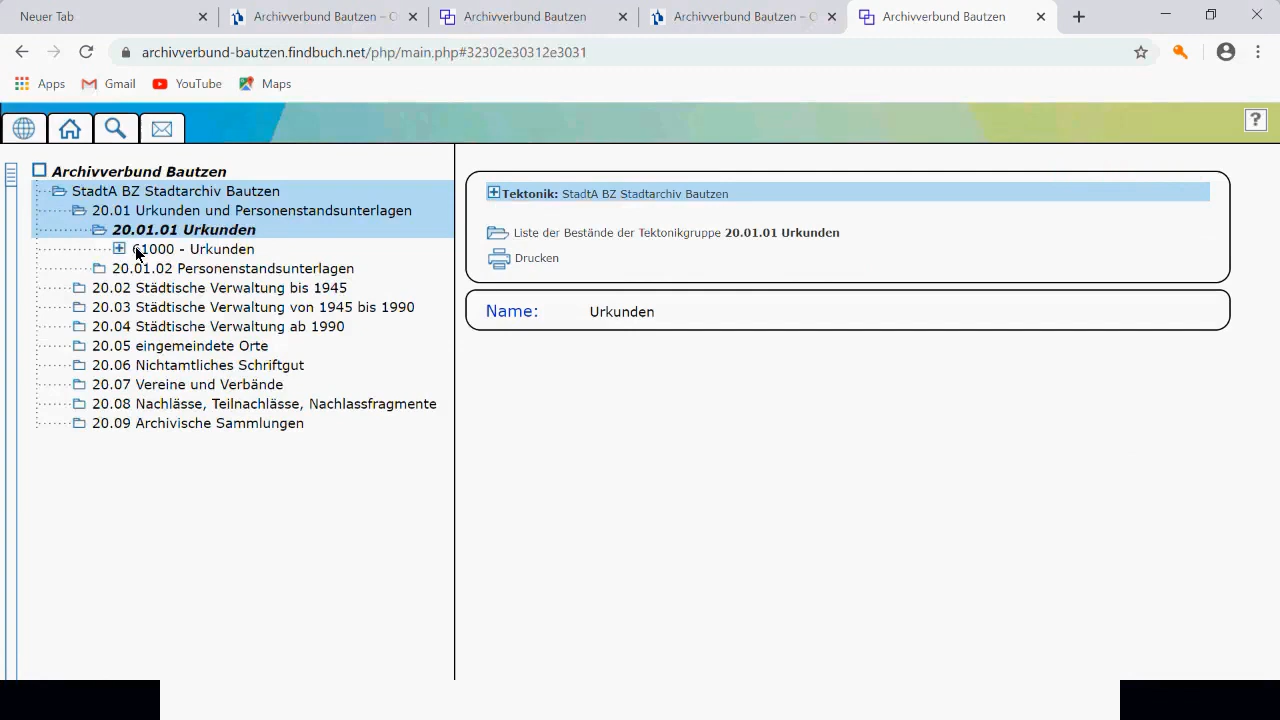 Neuer Tab
Archivverbund Bautzen – O
Archivverbund Bautzen
Archivverbund Bautzen – O
Archivverbund Bautzen
archivverbund-bautzen.findbuch.net/php/main.php#32302e30312e3031
Apps
Gmail
YouTube
Maps
?
Archivverbund Bautzen
StadtA BZ Stadtarchiv Bautzen
20.01 Urkunden und Personenstandsunterlagen
20.01.01 Urkunden
61000 - Urkunden
20.01.02 Personenstandsunterlagen
20.02 Städtische Verwaltung bis 1945
20.03 Städtische Verwaltung von 1945 bis 1990
20.04 Städtische Verwaltung ab 1990
20.05 eingemeindete Orte
20.06 Nichtamtliches Schriftgut
20.07 Vereine und Verbände
20.08 Nachlässe, Teilnachlässe, Nachlassfragmente
20.09 Archivische Sammlungen
Tektonik: StadtA BZ Stadtarchiv Bautzen
Liste der Bestände der Tektonikgruppe 20.01.01 Urkunden
Drucken
Name: Urkunden